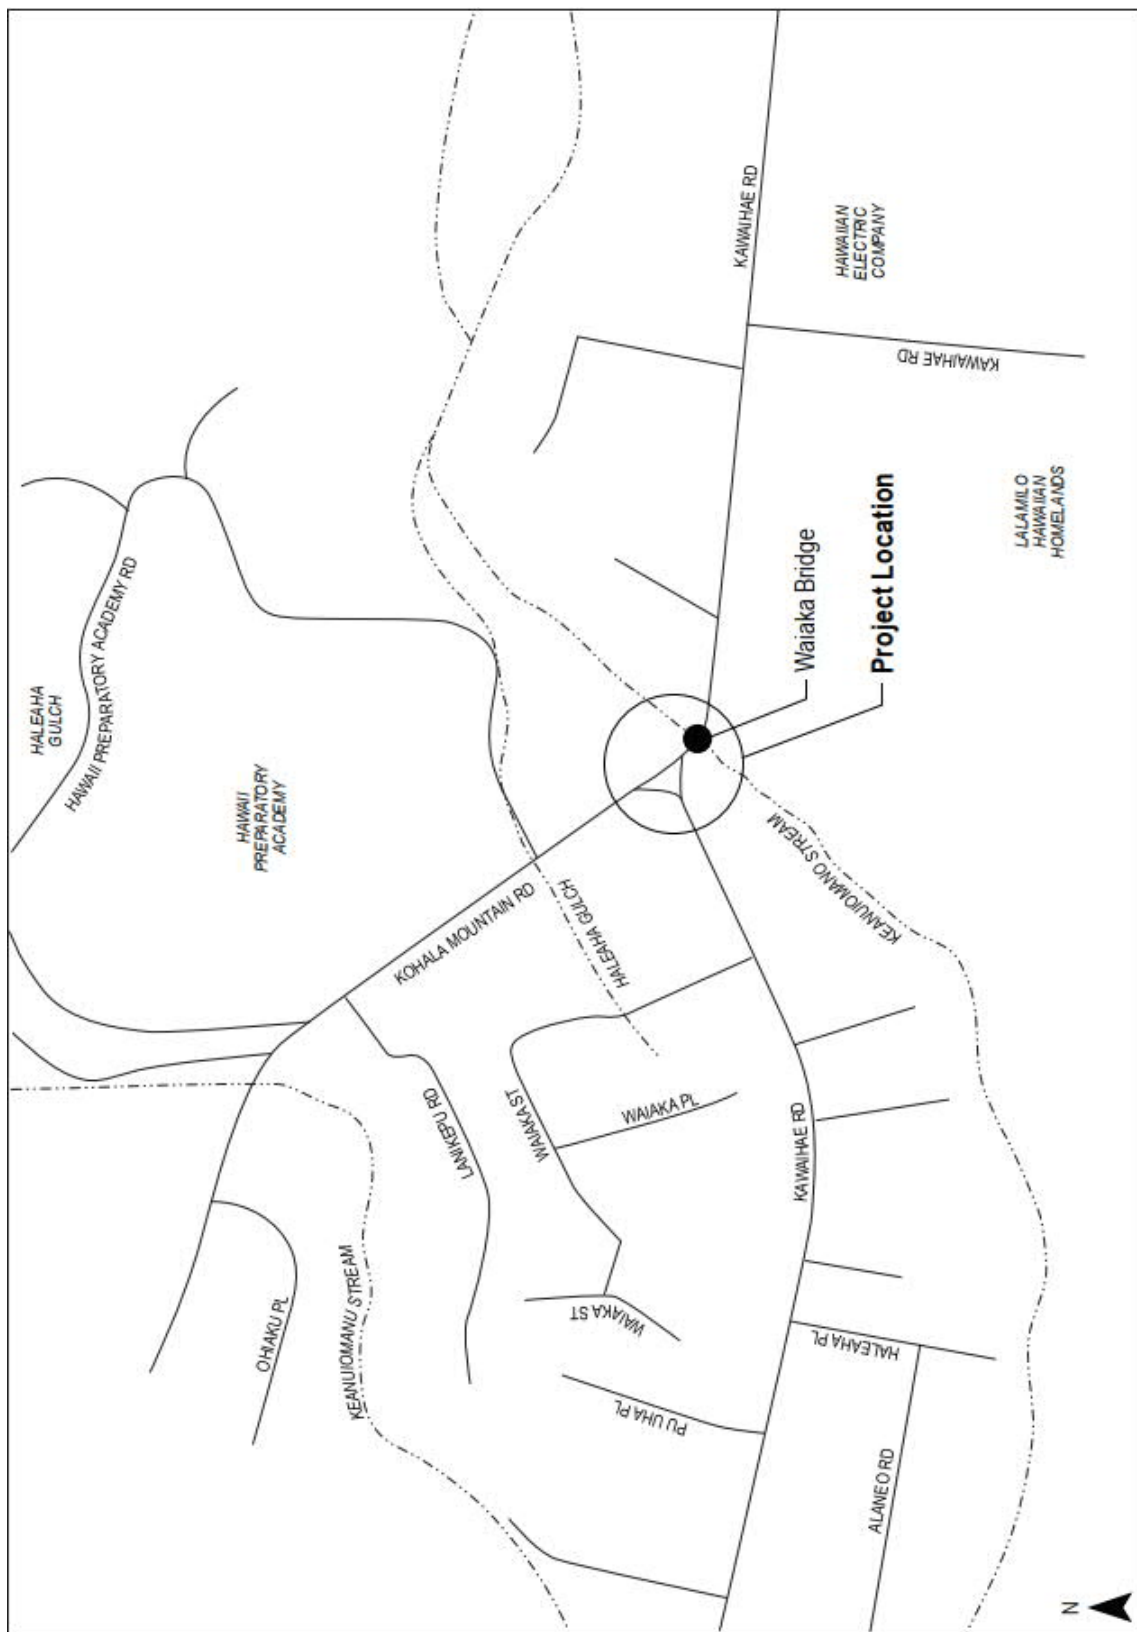 HALEAHA
GULCH
HAWAII PREPARATORY ACADEMY RD
HAWAII
PREPARATORY
ACADEMY
KOHALA MOUNTAIN RD
HALEAHA GULCH
KAWAIHAE RD
HAWAIIAN
ELECTRIC
COMPANY
KAWAIHAE RD
LALAMILO
HAWAIIAN
HOMELANDS
Waiaka Bridge
Project Location
KEANUIOMANO STREAM
LANIKEPU RD
WAIAKA ST
WAIAKA PL
KAWAIHAE RD
OHIAKU PL
KEANUIOMANU STREAM
WAIAKA ST
HALEAHA PL
PU UHA PL
ALANEO RD
N